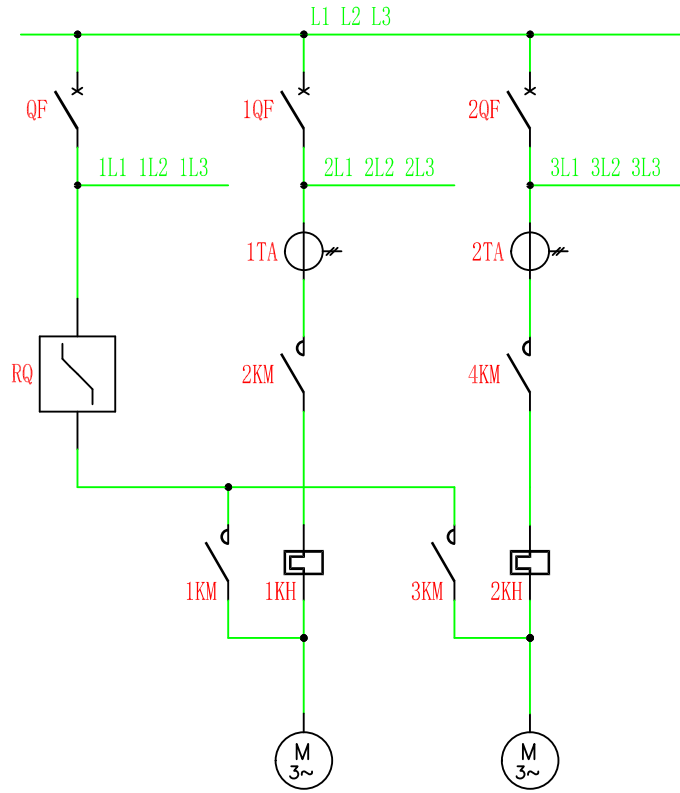 L1 L2 L3
QF
1QF
2QF
1L1 1L2 1L3
2L1 2L2 2L3
3L1 3L2 3L3
1TA
2TA
RQ
2KM
4KM
1KM
1KH
3KM
2KH
M
3~
M
3~